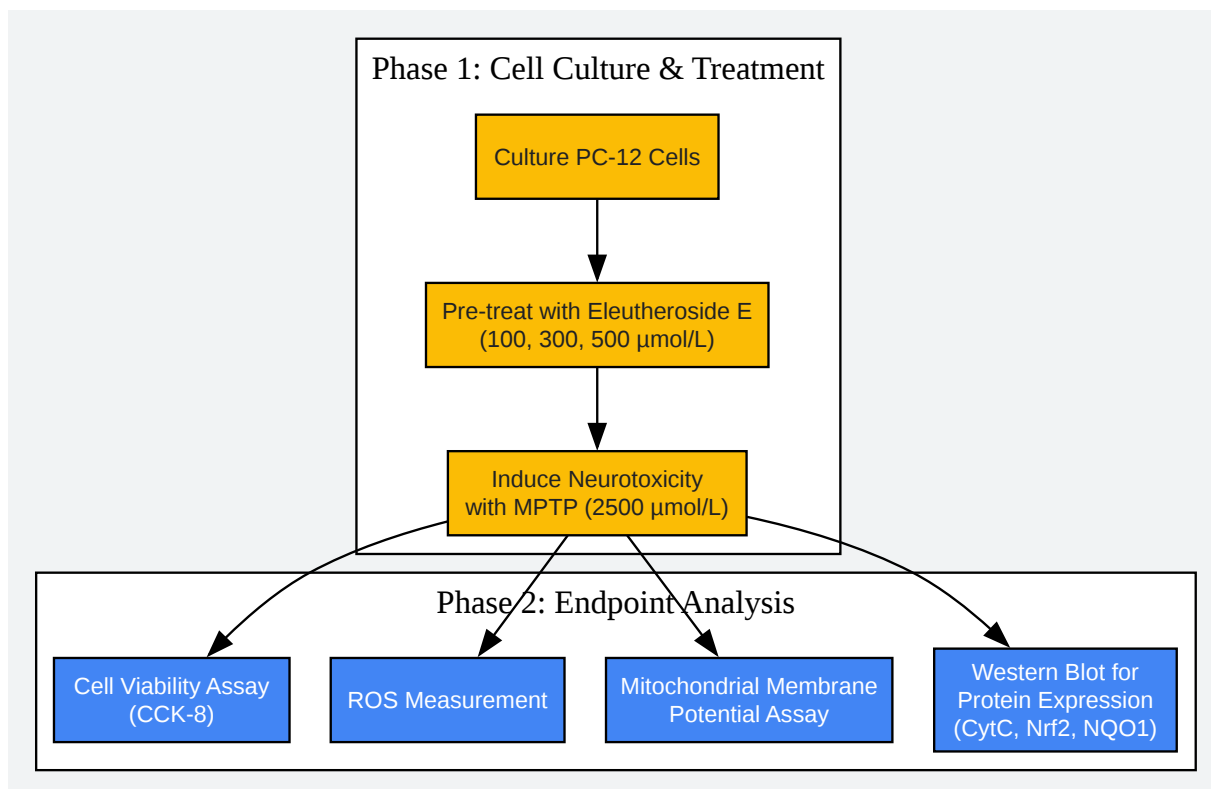 Phase 1: Cell Culture & Treatment
Culture PC-12 Cells
Pre-treat with Eleutheroside E
(100, 300, 500 µmol/L)
Induce Neurotoxicity
with MPTP (2500 µmol/L)
Phase 2: Endpoint Analysis
Cell Viability Assay
(CCK-8)
ROS Measurement
Mitochondrial Membrane
Potential Assay
Western Blot for
Protein Expression
(CytC, Nrf2, NQO1)